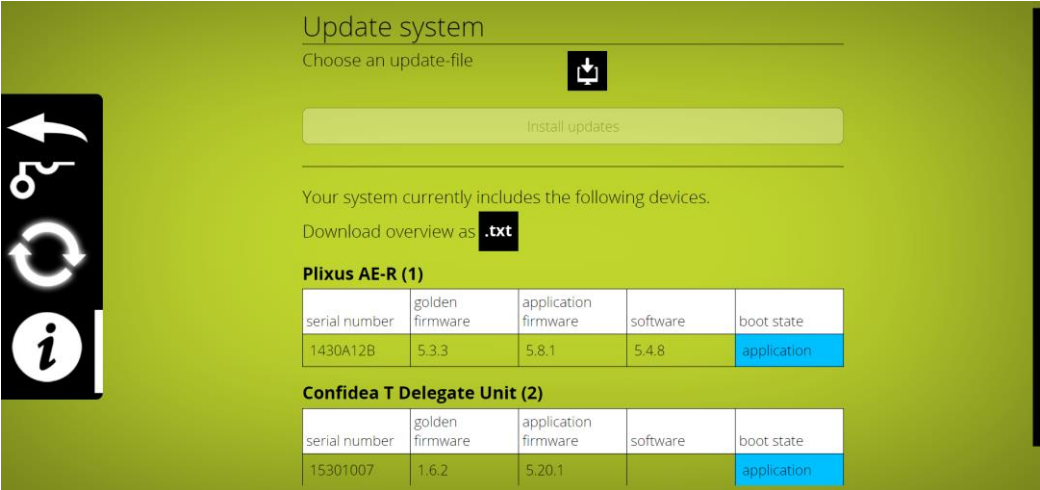 Update system
Choose an update-file
Install updates
Your system currently includes the following devices.
Download overview as .txt
Plixus AE-R (1)
serial number golden firmware application firmware software boot state
1430A12B 5.3.3 5.8.1 5.4.8 application
Confidea T Delegate Unit (2)
serial number golden firmware application firmware software boot state
15301007 1.6.2 5.20.1 application
i